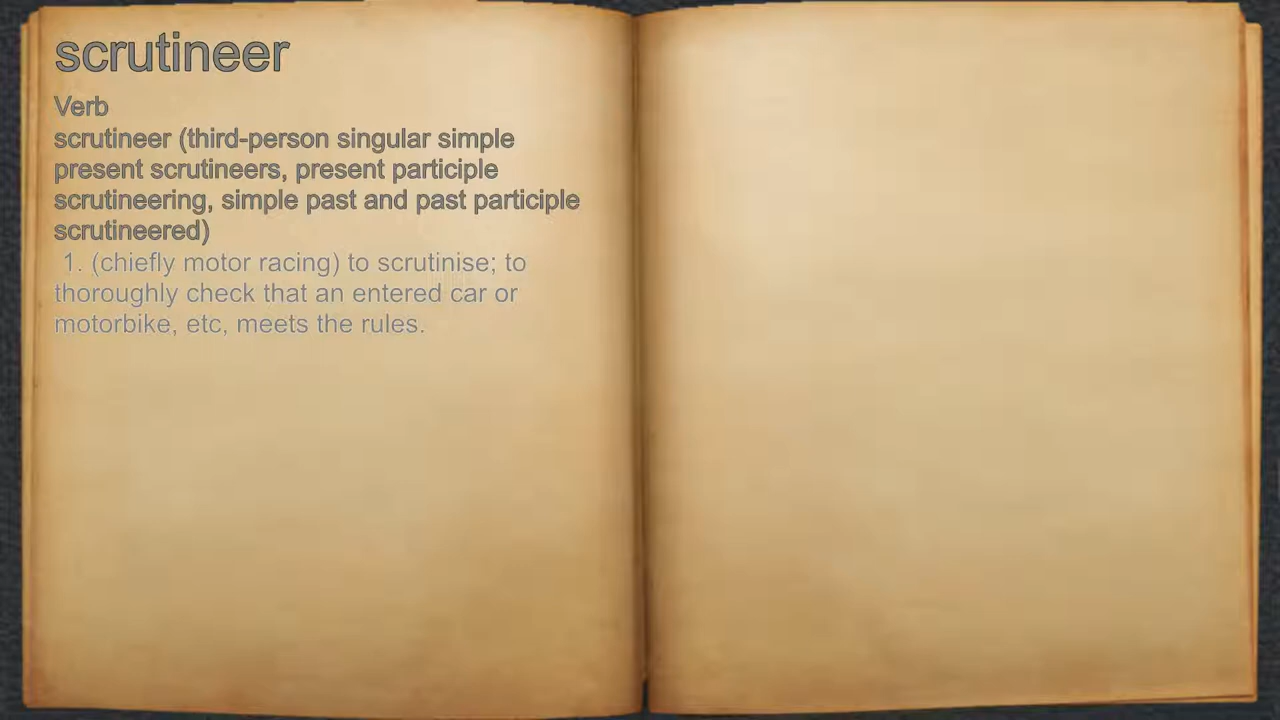 scrutineer
Verb
scrutineer (third-person singular simple
present scrutineers, present participle
scrutineering, simple past and past participle
scrutineered)
1. (chiefly motor racing) to scrutinise; to
thoroughly check that an entered car or
motorbike, etc, meets the rules.